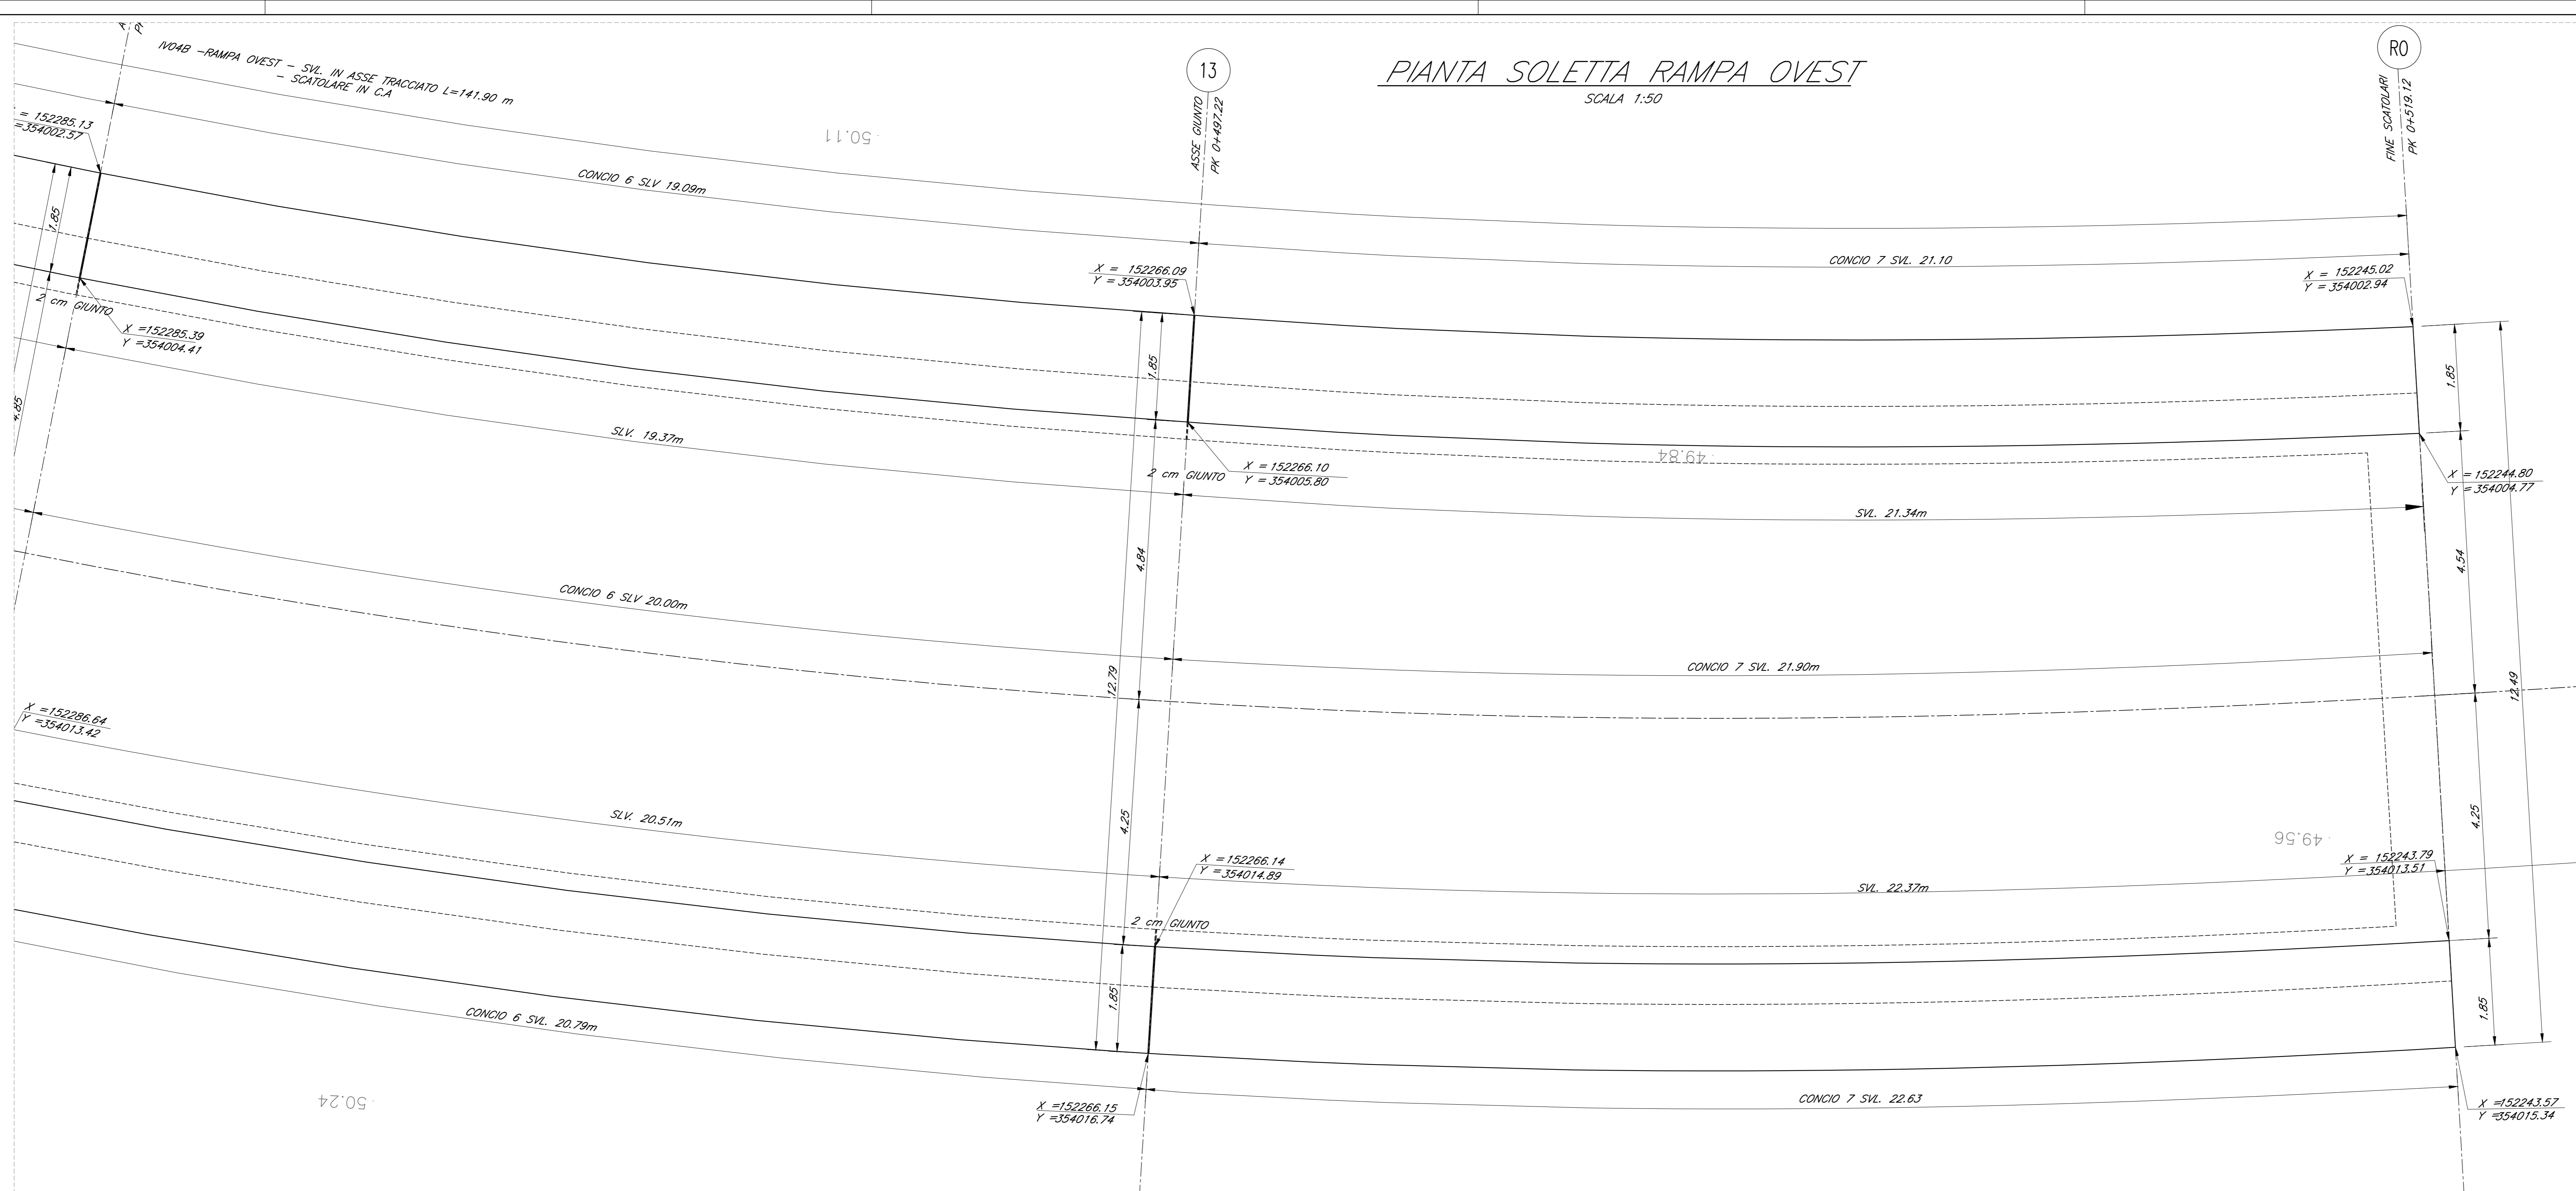 PIANTA SOLETTA RAMPA OVEST
SCALA 1:50
IV04B -RAMPA OVEST - SVL. IN ASSE TRACCIATO L=141.90 m
- SCATOLARE IN C.A
13
ASSE GIUNTO
PK 0+497.22
R0
FINE SCATOLARI
PK 0+519.12
= 152285.13
=354002.57
50.11
CONCIO 6 SLV 19.09m
CONCIO 7 SVL. 21.10
X = 152266.09
Y = 354003.95
X = 152245.02
Y = 354002.94
1.85
2 cm GIUNTO
X =152285.39
Y =354004.41
4.85
1.85
1.85
SLV. 19.37m
49.84
2 cm GIUNTO
X = 152266.10
Y = 354005.80
X = 152244.80
Y = 354004.77
SVL. 21.34m
4.84
4.54
CONCIO 6 SLV 20.00m
CONCIO 7 SVL. 21.90m
12.79
12.49
X =152286.64
Y =354013.42
SLV. 20.51m
4.25
4.25
49.56
X =152266.14
Y =354014.89
X = 152243.79
Y =354013.51
SVL. 22.37m
2 cm GIUNTO
1.85
1.85
CONCIO 6 SVL. 20.79m
50.24
X =152266.15
Y =354016.74
CONCIO 7 SVL. 22.63
X =152243.57
Y =354015.34